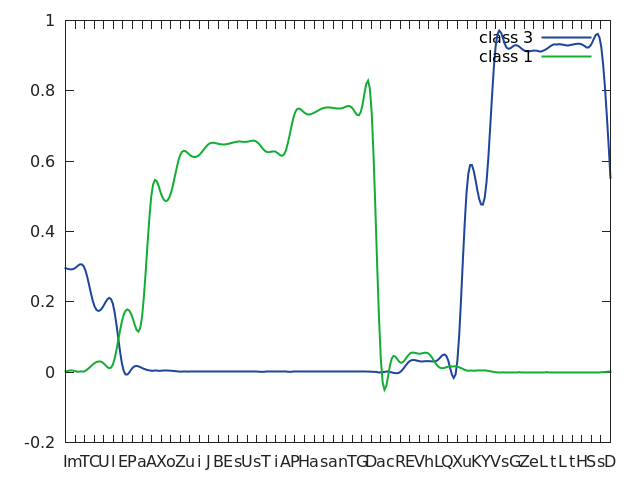 1
class 3
class 1
0.8
0.6
0.4
0.2
0
-0.2
ImTCUIEPaAXoZuiJBEsUsTiAPHasanTGDacREVhLQXuKYVsGZeLtLtHSsD